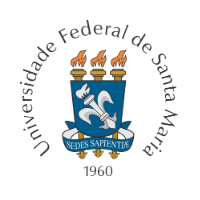 Universidade Federal de Santa Maria
SEDES SAPIENTIÆ
1960